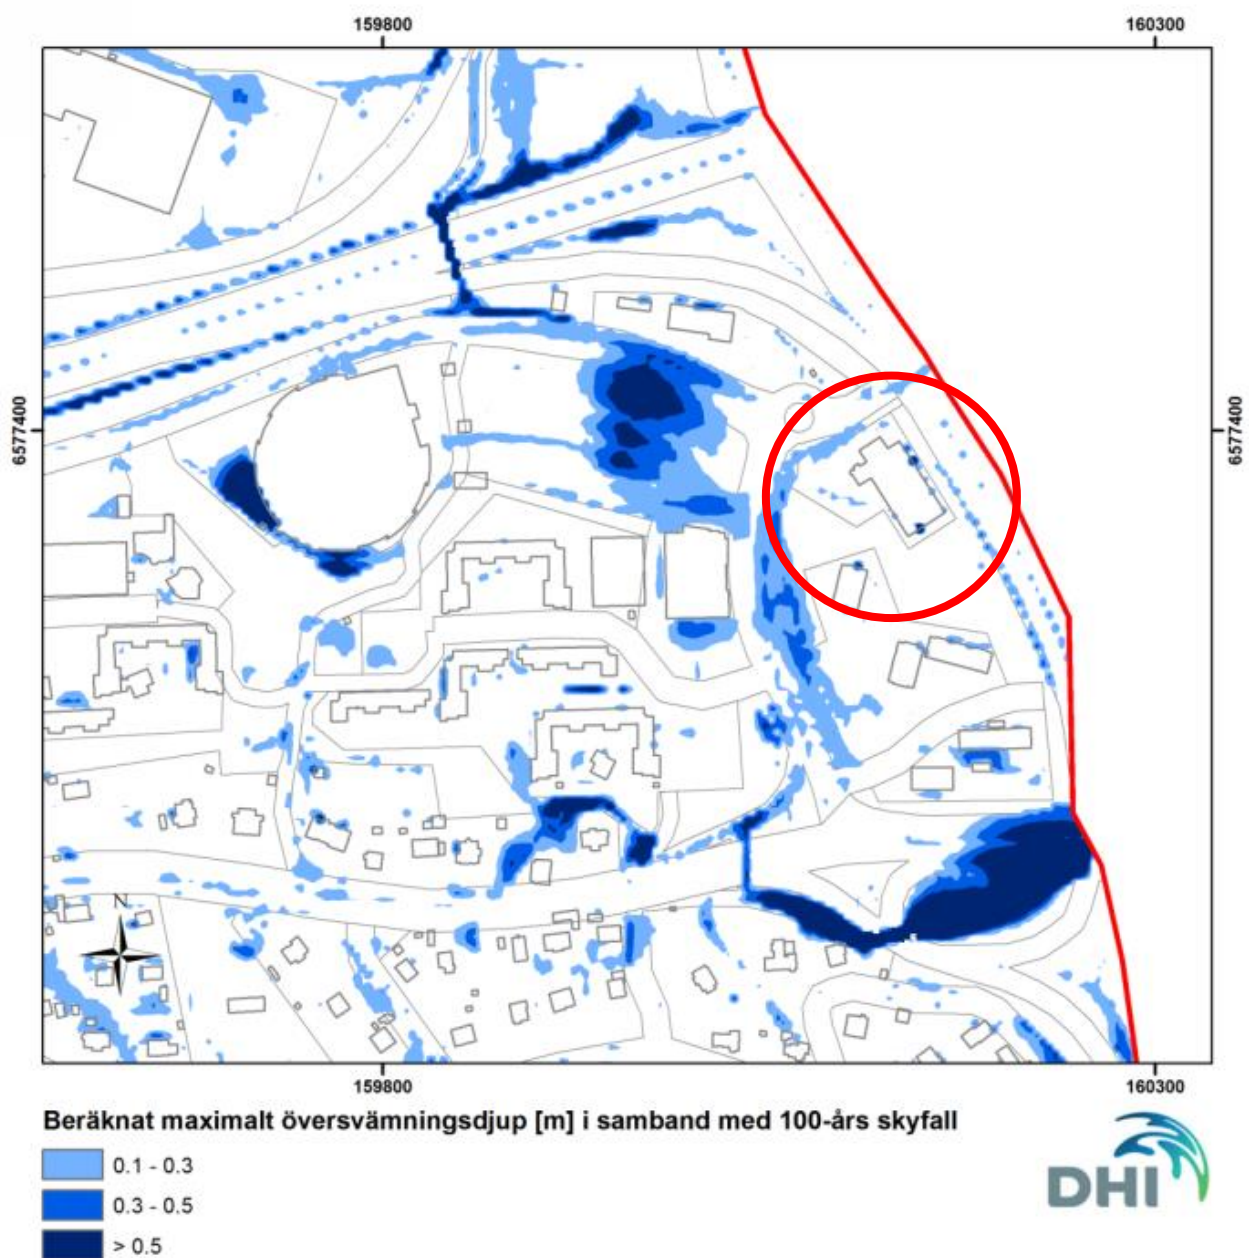 159800 160300
6577400 6577400
N
159800 160300
Beräknat maximalt översvämningsdjup [m] i samband med 100-års skyfall
0.1 - 0.3
0.3 - 0.5
> 0.5
DHI